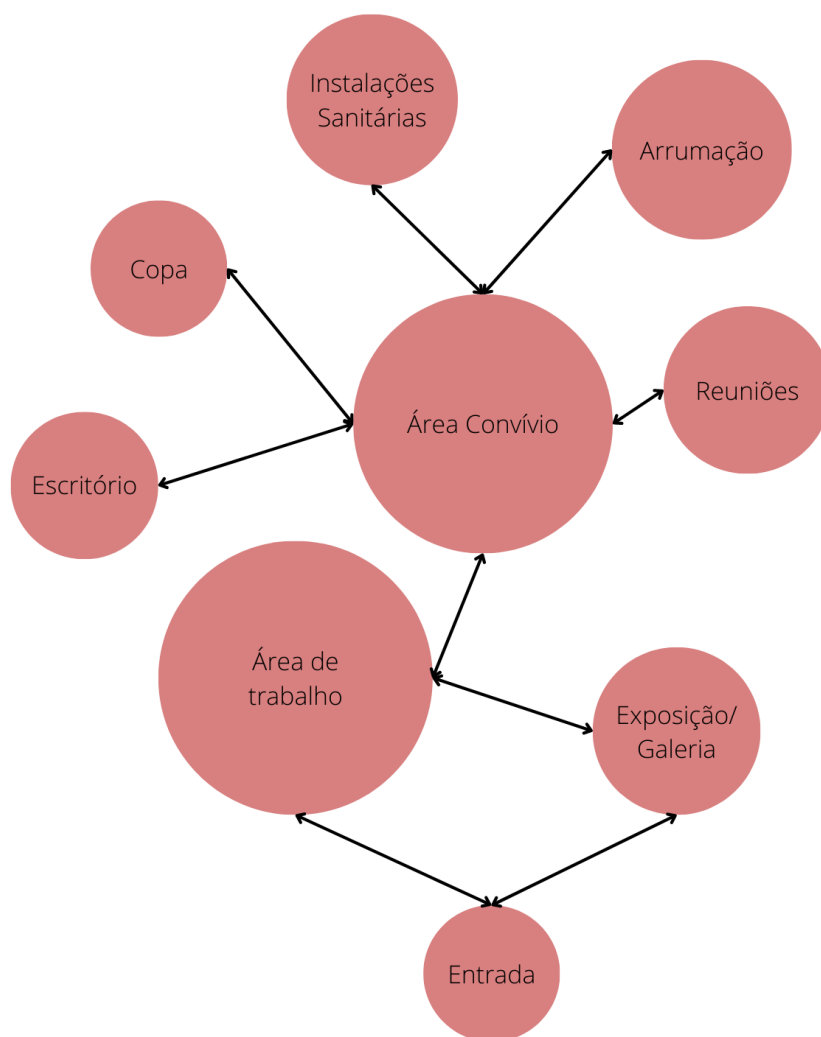 Instalações
Sanitárias
Arrumação
Copa
Reuniões
Área Convívio
Escritório
Área de
trabalho
Exposição/
Galeria
Entrada